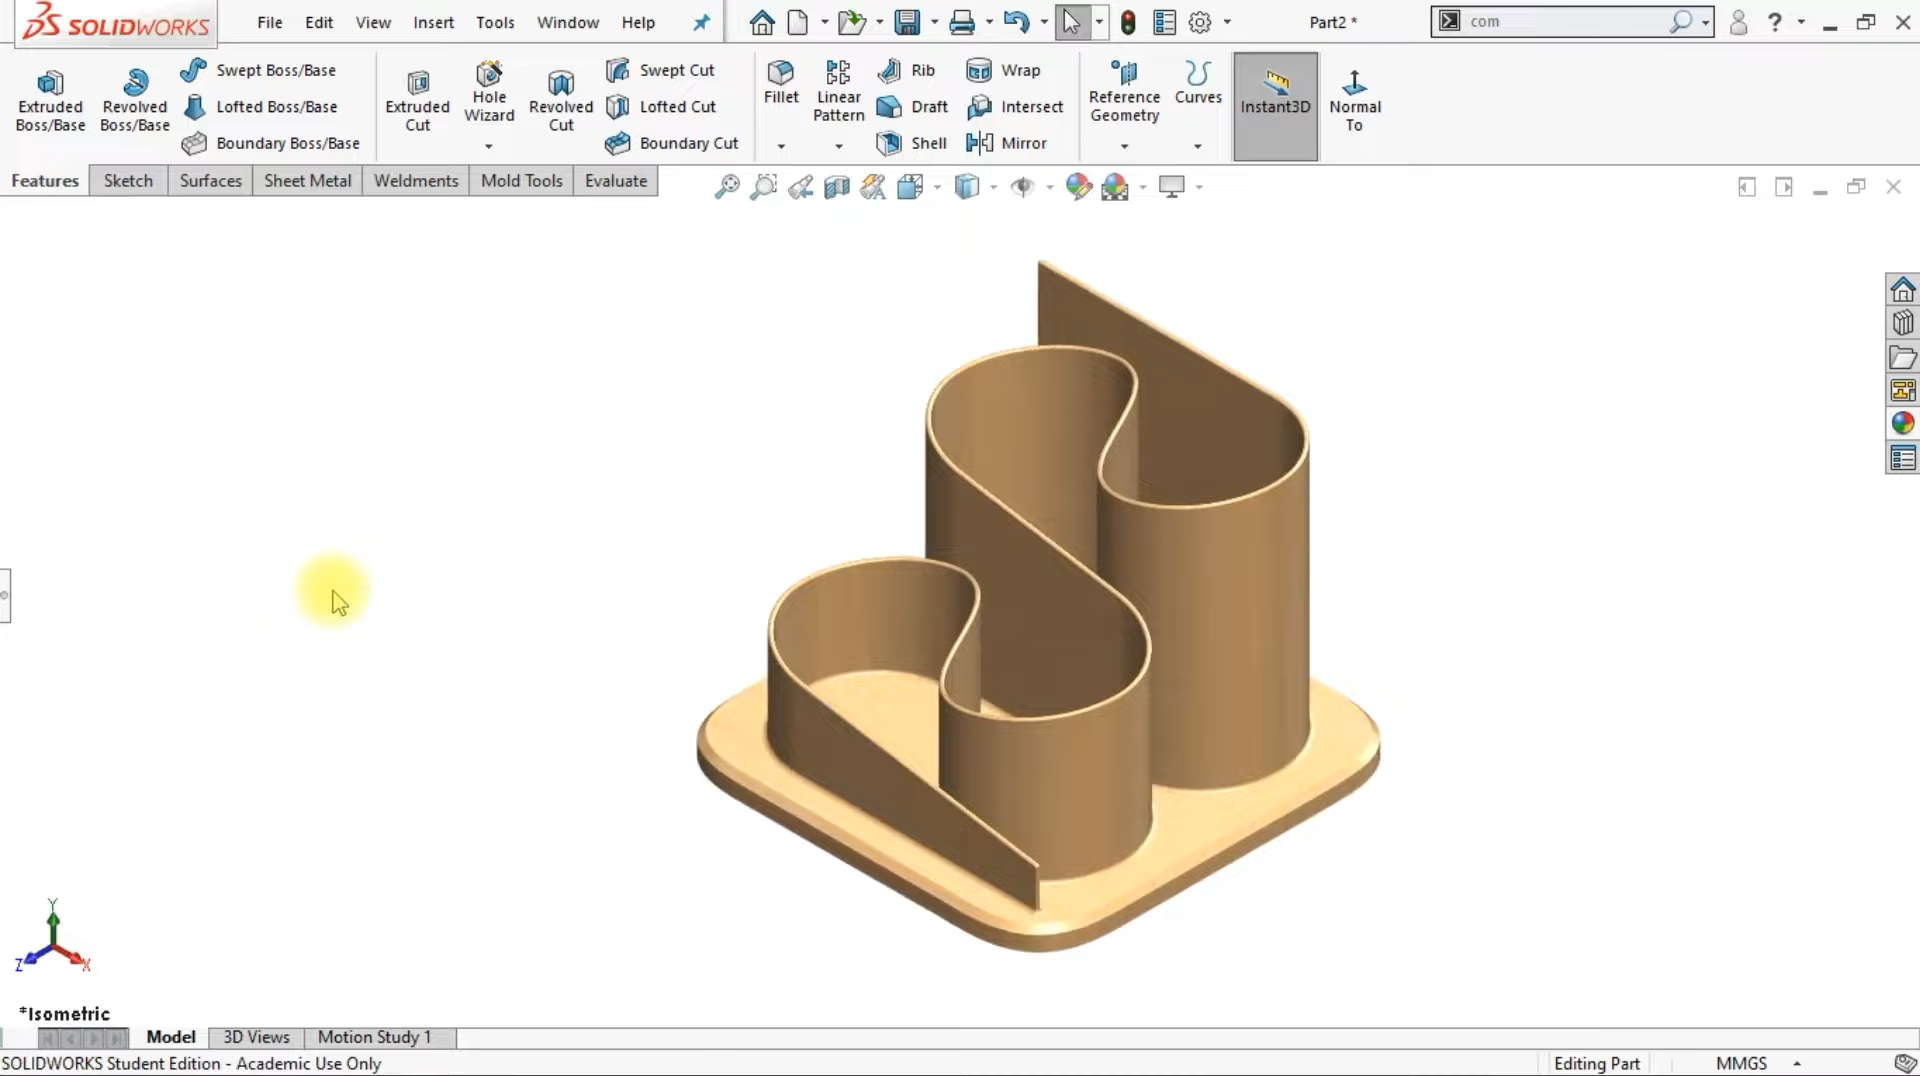 SOLIDWORKS
File Edit View Insert Tools Window Help
Part2 *
com
?
Extruded Boss/Base
Revolved Boss/Base
Swept Boss/Base
Lofted Boss/Base
Boundary Boss/Base
Extruded Cut
Hole Wizard
Revolved Cut
Swept Cut
Lofted Cut
Boundary Cut
Fillet
Linear Pattern
Rib
Draft
Shell
Wrap
Intersect
Mirror
Reference Geometry
Curves
Instant3D
Normal To
Features Sketch Surfaces Sheet Metal Weldments Mold Tools Evaluate
Y
Z
X
*Isometric
Model 3D Views Motion Study 1
SOLIDWORKS Student Edition - Academic Use Only
Editing Part
MMGS